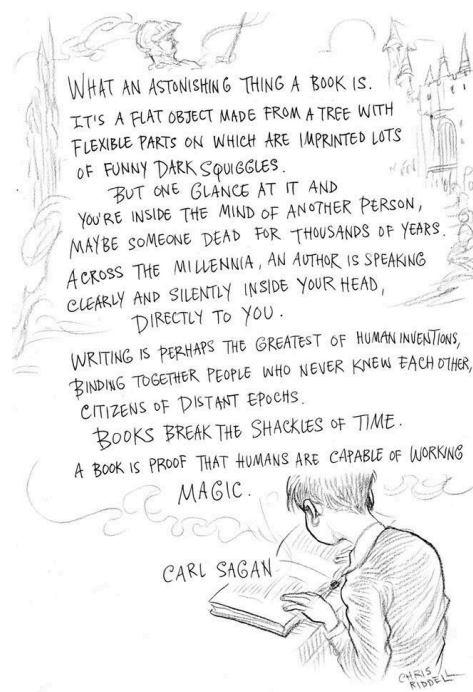 WHAT AN ASTONISHING THING A BOOK IS.
IT'S A FLAT OBJECT MADE FROM A TREE WITH
FLEXIBLE PARTS ON WHICH ARE IMPRINTED LOTS
OF FUNNY DARK SQUIGGLES.
BUT ONE GLANCE AT IT AND
YOU'RE INSIDE THE MIND OF ANOTHER PERSON,
MAYBE SOMEONE DEAD FOR THOUSANDS OF YEARS.
ACROSS THE MILLENNIA, AN AUTHOR IS SPEAKING
CLEARLY AND SILENTLY INSIDE YOUR HEAD,
DIRECTLY TO YOU.
WRITING IS PERHAPS THE GREATEST OF HUMAN INVENTIONS,
BINDING TOGETHER PEOPLE WHO NEVER KNEW EACH OTHER,
CITIZENS OF DISTANT EPOCHS.
BOOKS BREAK THE SHACKLES OF TIME.
A BOOK IS PROOF THAT HUMANS ARE CAPABLE OF WORKING
MAGIC.
CARL SAGAN
CHRIS
RIDDELL